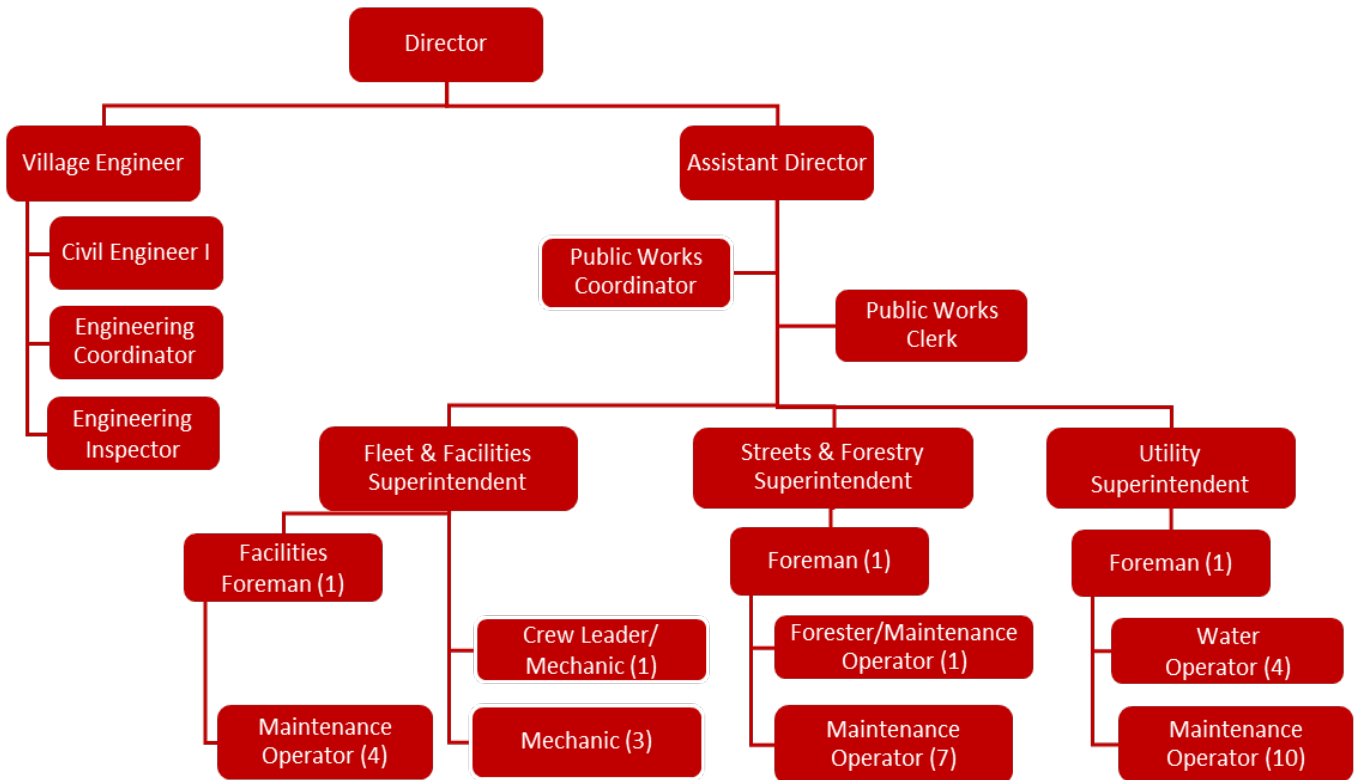 Director
Village Engineer
Assistant Director
Civil Engineer I
Public Works
Coordinator
Engineering
Coordinator
Public Works
Clerk
Engineering
Inspector
Fleet & Facilities
Superintendent
Streets & Forestry
Superintendent
Utility
Superintendent
Facilities
Foreman (1)
Foreman (1)
Foreman (1)
Crew Leader/
Mechanic (1)
Forester/Maintenance
Operator (1)
Water
Operator (4)
Maintenance
Operator (4)
Mechanic (3)
Maintenance
Operator (7)
Maintenance
Operator (10)